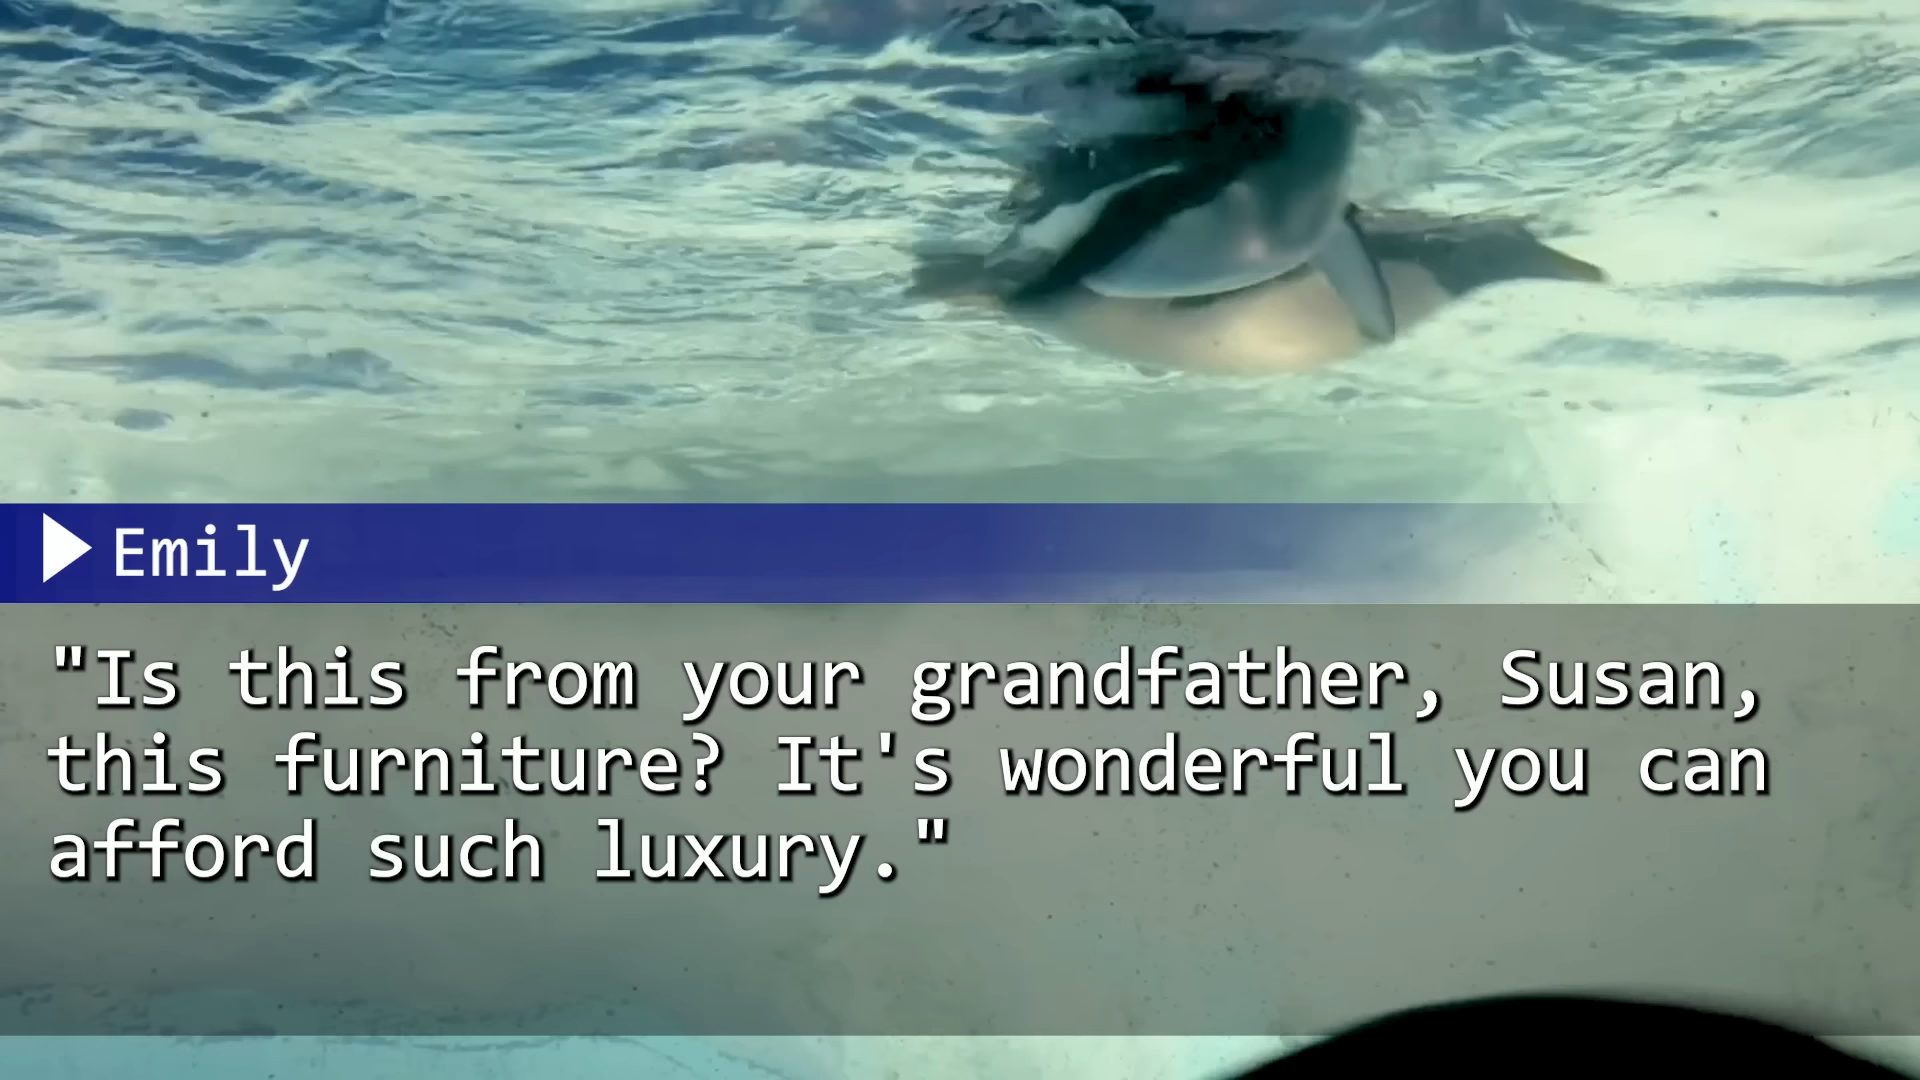 Emily
"Is this from your grandfather, Susan,
this furniture? It's wonderful you can
afford such luxury."